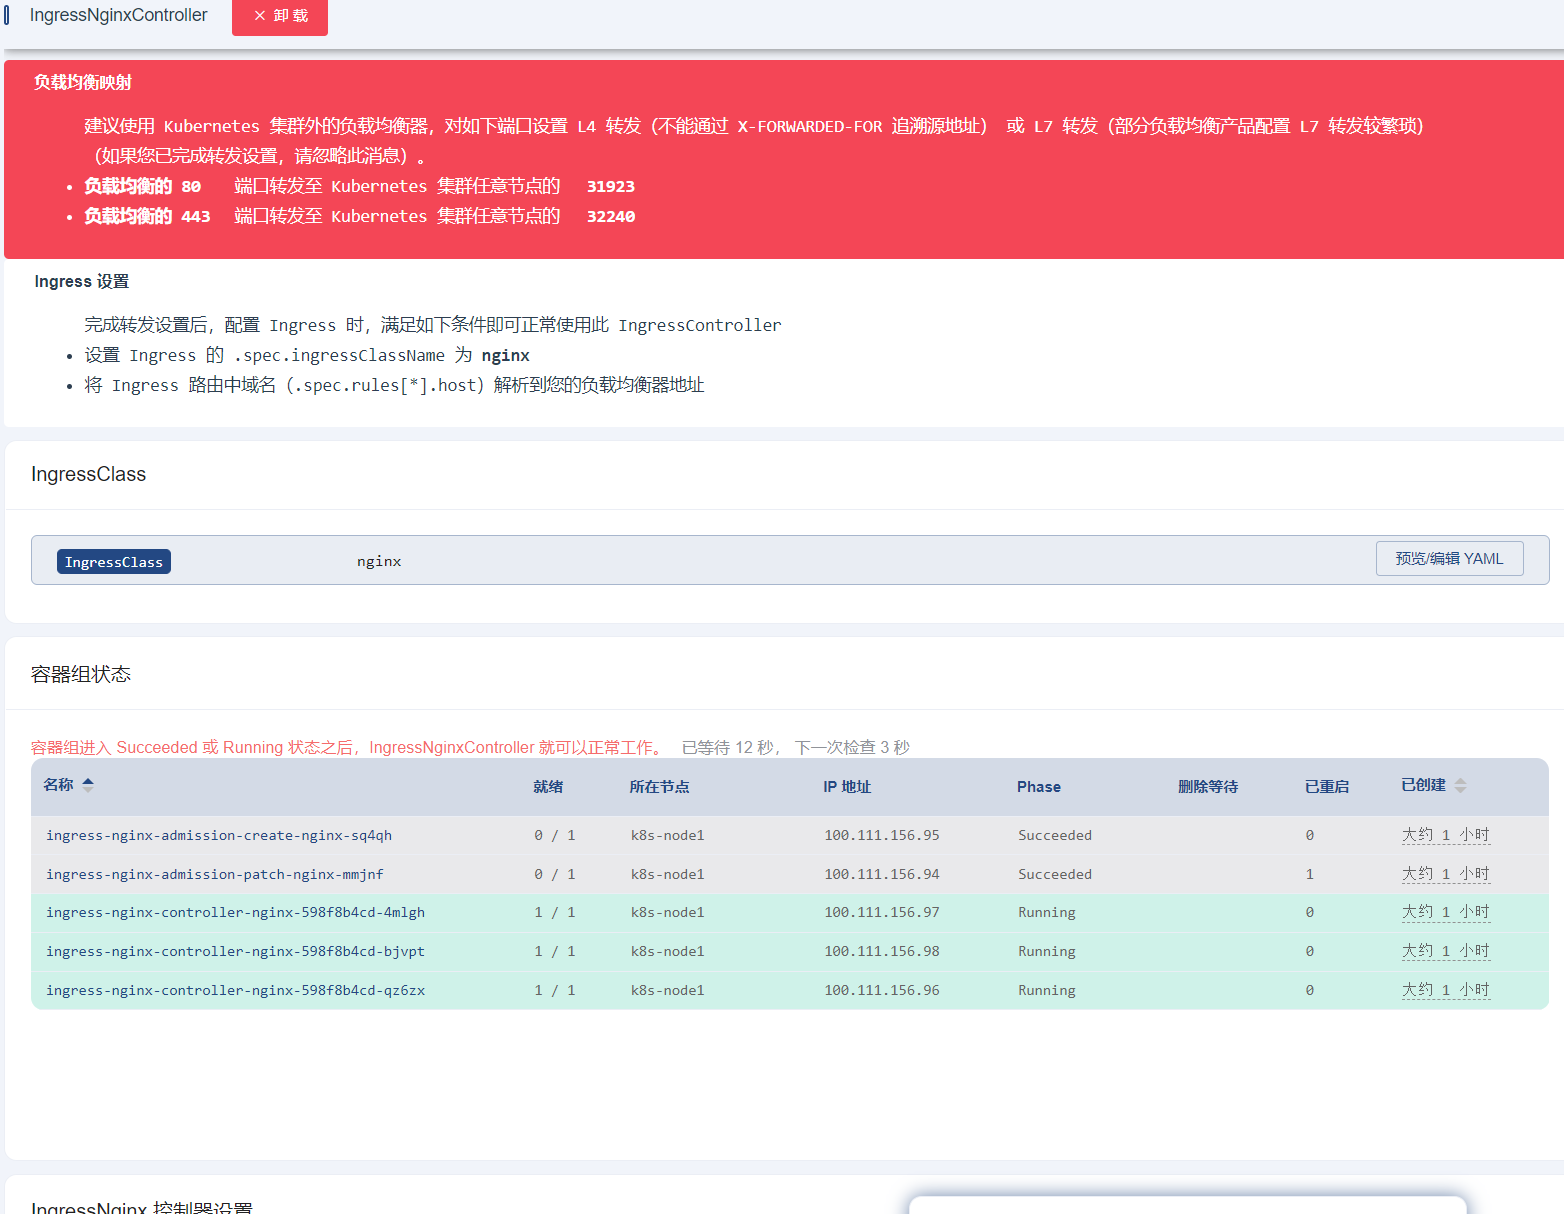 IngressNginxController × 卸 载
负载均衡映射
建议使用 Kubernetes 集群外的负载均衡器，对如下端口设置 L4 转发（不能通过 X-FORWARDED-FOR 追溯源地址） 或 L7 转发（部分负载均衡产品配置 L7 转发较繁琐）
（如果您已完成转发设置，请忽略此消息）。
• 负载均衡的 80 端口转发至 Kubernetes 集群任意节点的 31923
• 负载均衡的 443 端口转发至 Kubernetes 集群任意节点的 32240
Ingress 设置
完成转发设置后，配置 Ingress 时，满足如下条件即可正常使用此 IngressController
• 设置 Ingress 的 .spec.ingressClassName 为 nginx
• 将 Ingress 路由中域名（.spec.rules[*].host）解析到您的负载均衡器地址
IngressClass
IngressClass nginx 预览/编辑 YAML
容器组状态
容器组进入 Succeeded 或 Running 状态之后，IngressNginxController 就可以正常工作。 已等待 12 秒， 下一次检查 3 秒
名称 就绪 所在节点 IP 地址 Phase 删除等待 已重启 已创建
ingress-nginx-admission-create-nginx-sq4qh 0 / 1 k8s-node1 100.111.156.95 Succeeded 0 大约 1 小时
ingress-nginx-admission-patch-nginx-mmjnf 0 / 1 k8s-node1 100.111.156.94 Succeeded 1 大约 1 小时
ingress-nginx-controller-nginx-598f8b4cd-4mlgh 1 / 1 k8s-node1 100.111.156.97 Running 0 大约 1 小时
ingress-nginx-controller-nginx-598f8b4cd-bjvpt 1 / 1 k8s-node1 100.111.156.98 Running 0 大约 1 小时
ingress-nginx-controller-nginx-598f8b4cd-qz6zx 1 / 1 k8s-node1 100.111.156.96 Running 0 大约 1 小时
IngressNginx 控制器设置